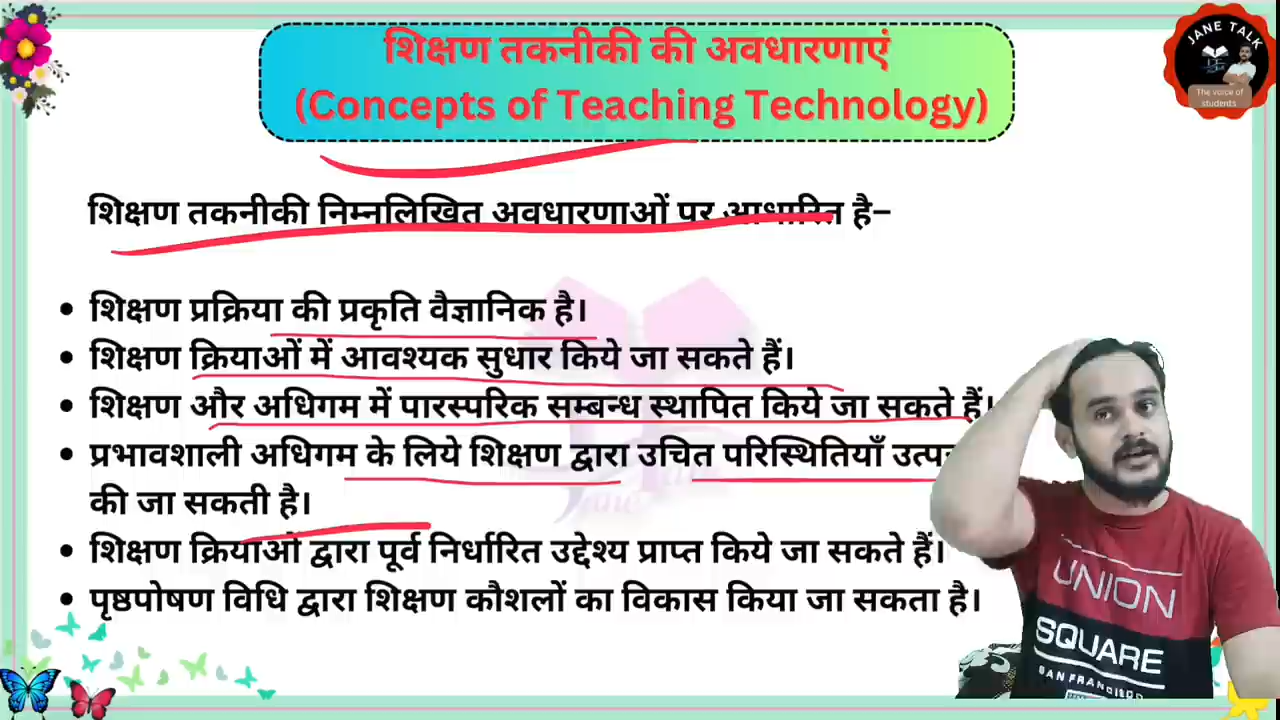 शिक्षण तकनीकी की अवधारणाएं
(Concepts of Teaching Technology)
JANE TALK
The voice of
students
शिक्षण तकनीकी निम्नलिखित अवधारणाओं पर आधारित है–
• शिक्षण प्रक्रिया की प्रकृति वैज्ञानिक है।
• शिक्षण क्रियाओं में आवश्यक सुधार किये जा सकते हैं।
• शिक्षण और अधिगम में पारस्परिक सम्बन्ध स्थापित किये जा सकते हैं।
• प्रभावशाली अधिगम के लिये शिक्षण द्वारा उचित परिस्थितियाँ
की जा सकती है।
• शिक्षण क्रियाओं द्वारा पूर्व निर्धारित उद्देश्य प्राप्त किये जा सकते हैं।
• पृष्ठपोषण विधि द्वारा शिक्षण कौशलों का विकास किया जा सकता है।
UNION
SQUARE
SAN FRANCISCO